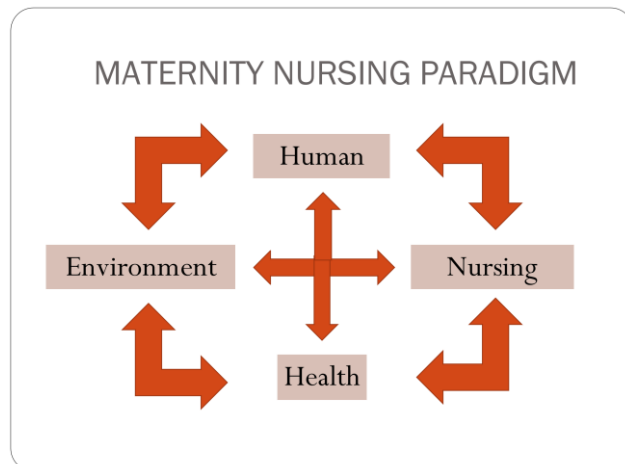 MATERNITY NURSING PARADIGM
Human
Environment
Nursing
Health